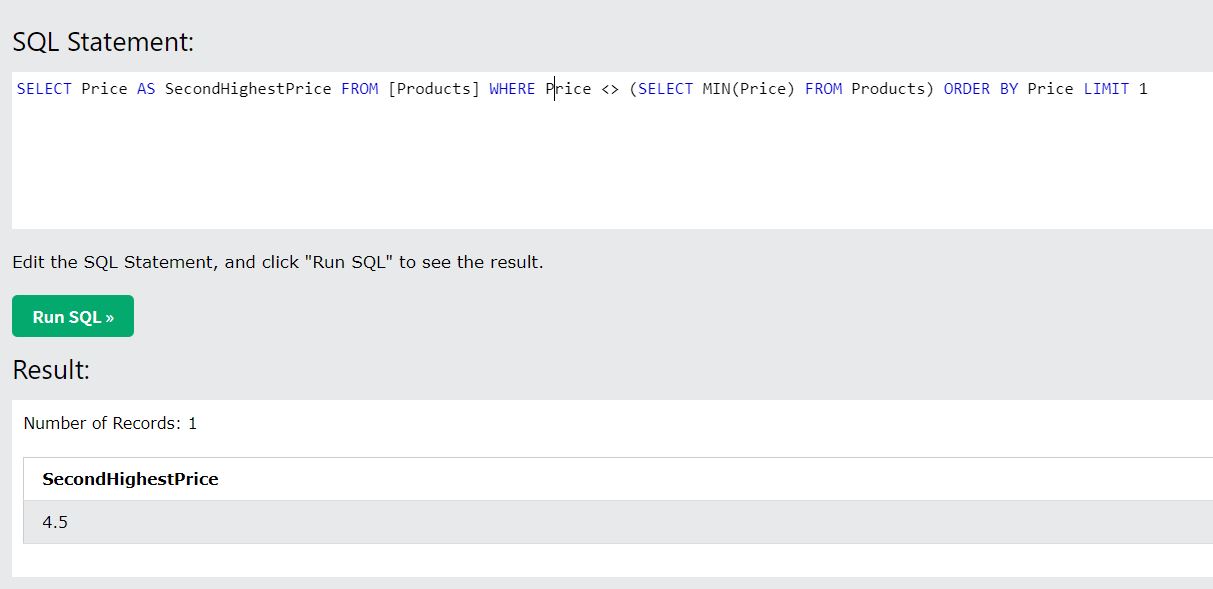 SQL Statement:
SELECT Price AS SecondHighestPrice FROM [Products] WHERE Price <> (SELECT MIN(Price) FROM Products) ORDER BY Price LIMIT 1
Edit the SQL Statement, and click "Run SQL" to see the result.
Run SQL »
Result:
Number of Records: 1
SecondHighestPrice
4.5